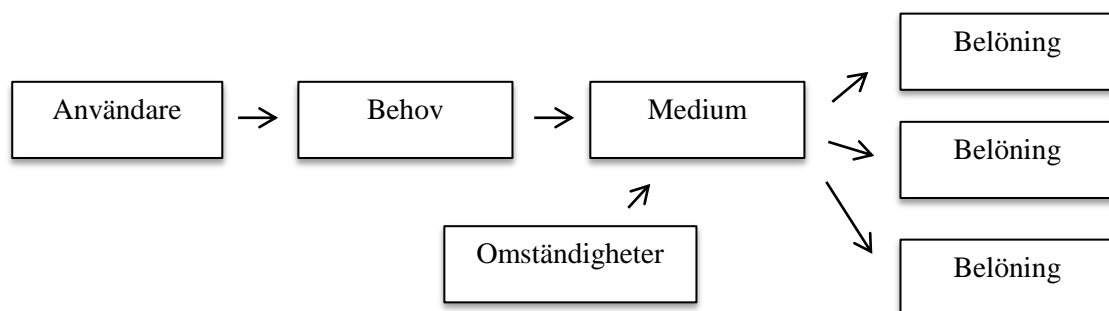 Belöning
Användare
Behov
Medium
Belöning
Omständigheter
Belöning